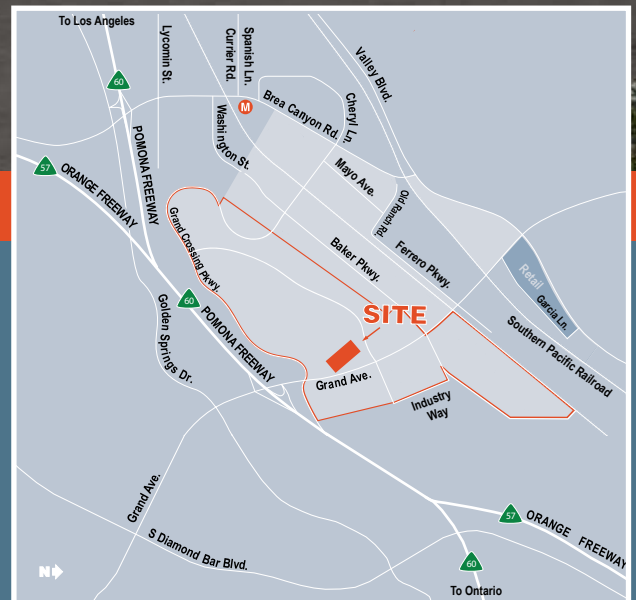 To Los Angeles
Lycomin St.
Spanish Ln.
Currier Rd.
Valley Blvd.
60
M
Brea Canyon Rd.
Cheryl Ln.
Washington St.
POMONA FREEWAY
57
ORANGE FREEWAY
Mayo Ave.
Old Ranch Rd.
Grand Crossing Pkwy.
Baker Pkwy.
Ferrero Pkwy.
Retail
Garcia Ln.
60
POMONA FREEWAY
Golden Springs Dr.
SITE
Southern Pacific Railroad
Grand Ave.
Industry
Way
Grand Ave.
S Diamond Bar Blvd.
57
ORANGE FREEWAY
N
60
To Ontario